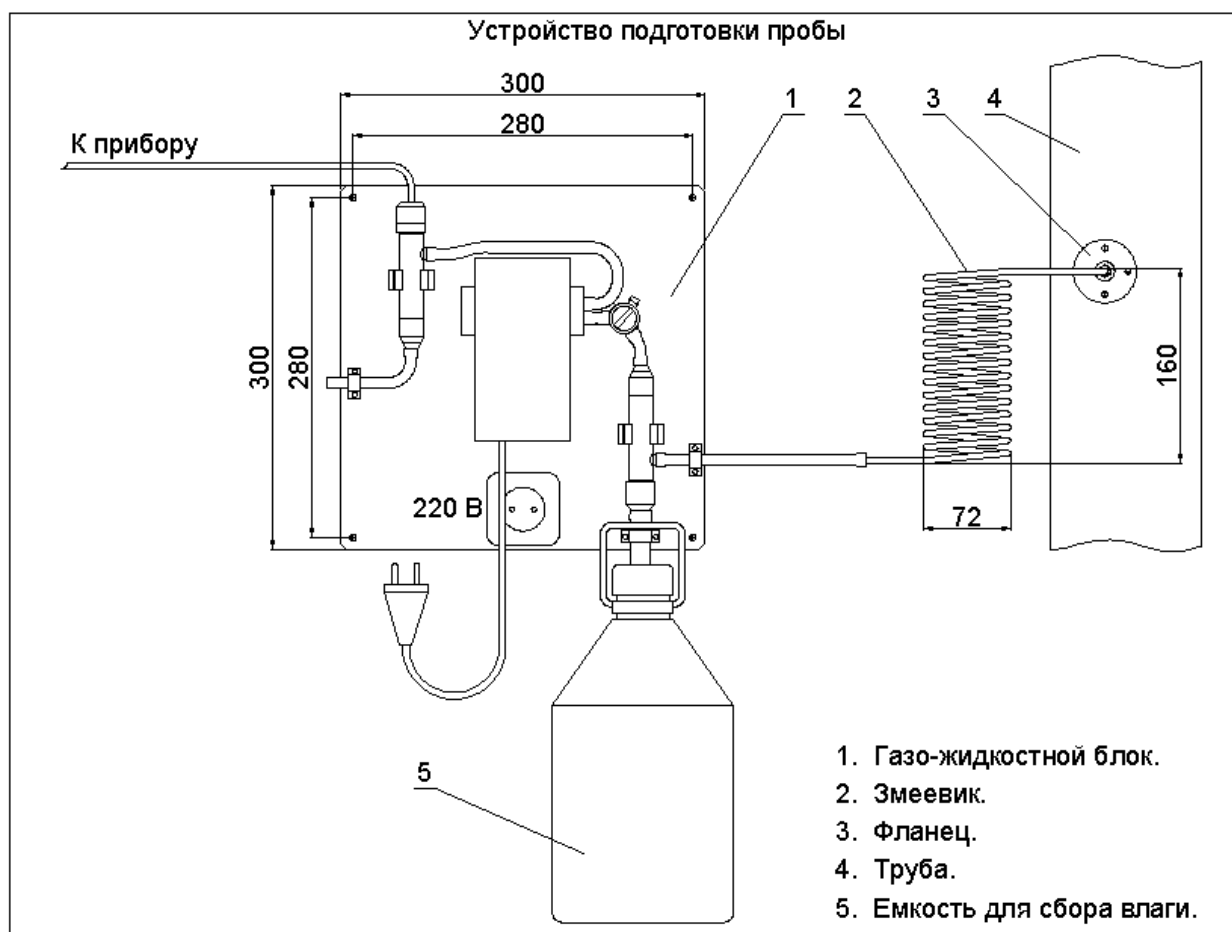 Устройство подготовки пробы
300
1
2
3
4
280
К прибору
300
280
160
220 В
72
5
1. Газо-жидкостной блок.
2. Змеевик.
3. Фланец.
4. Труба.
5. Емкость для сбора влаги.